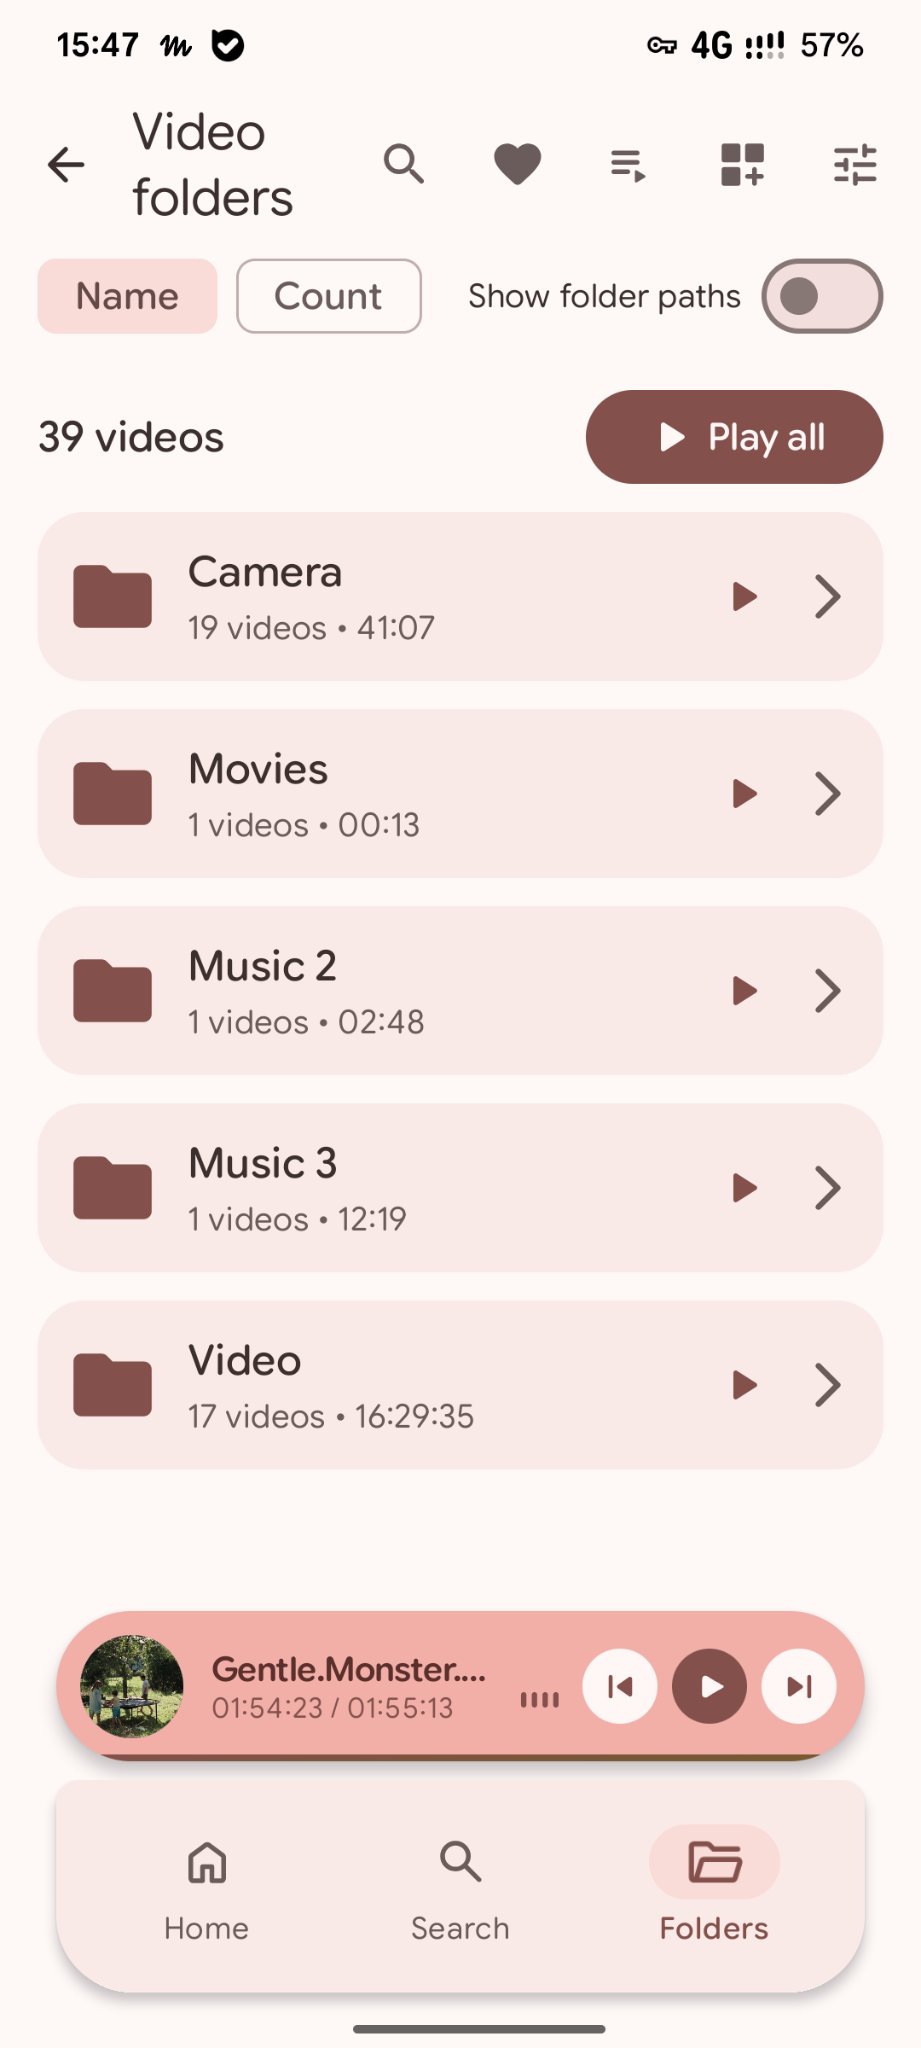 15:47
4G
57%
Video
folders
Name
Count
Show folder paths
39 videos
Play all
Camera
19 videos • 41:07
Movies
1 videos • 00:13
Music 2
1 videos • 02:48
Music 3
1 videos • 12:19
Video
17 videos • 16:29:35
Gentle.Monster....
01:54:23 / 01:55:13
Home
Search
Folders